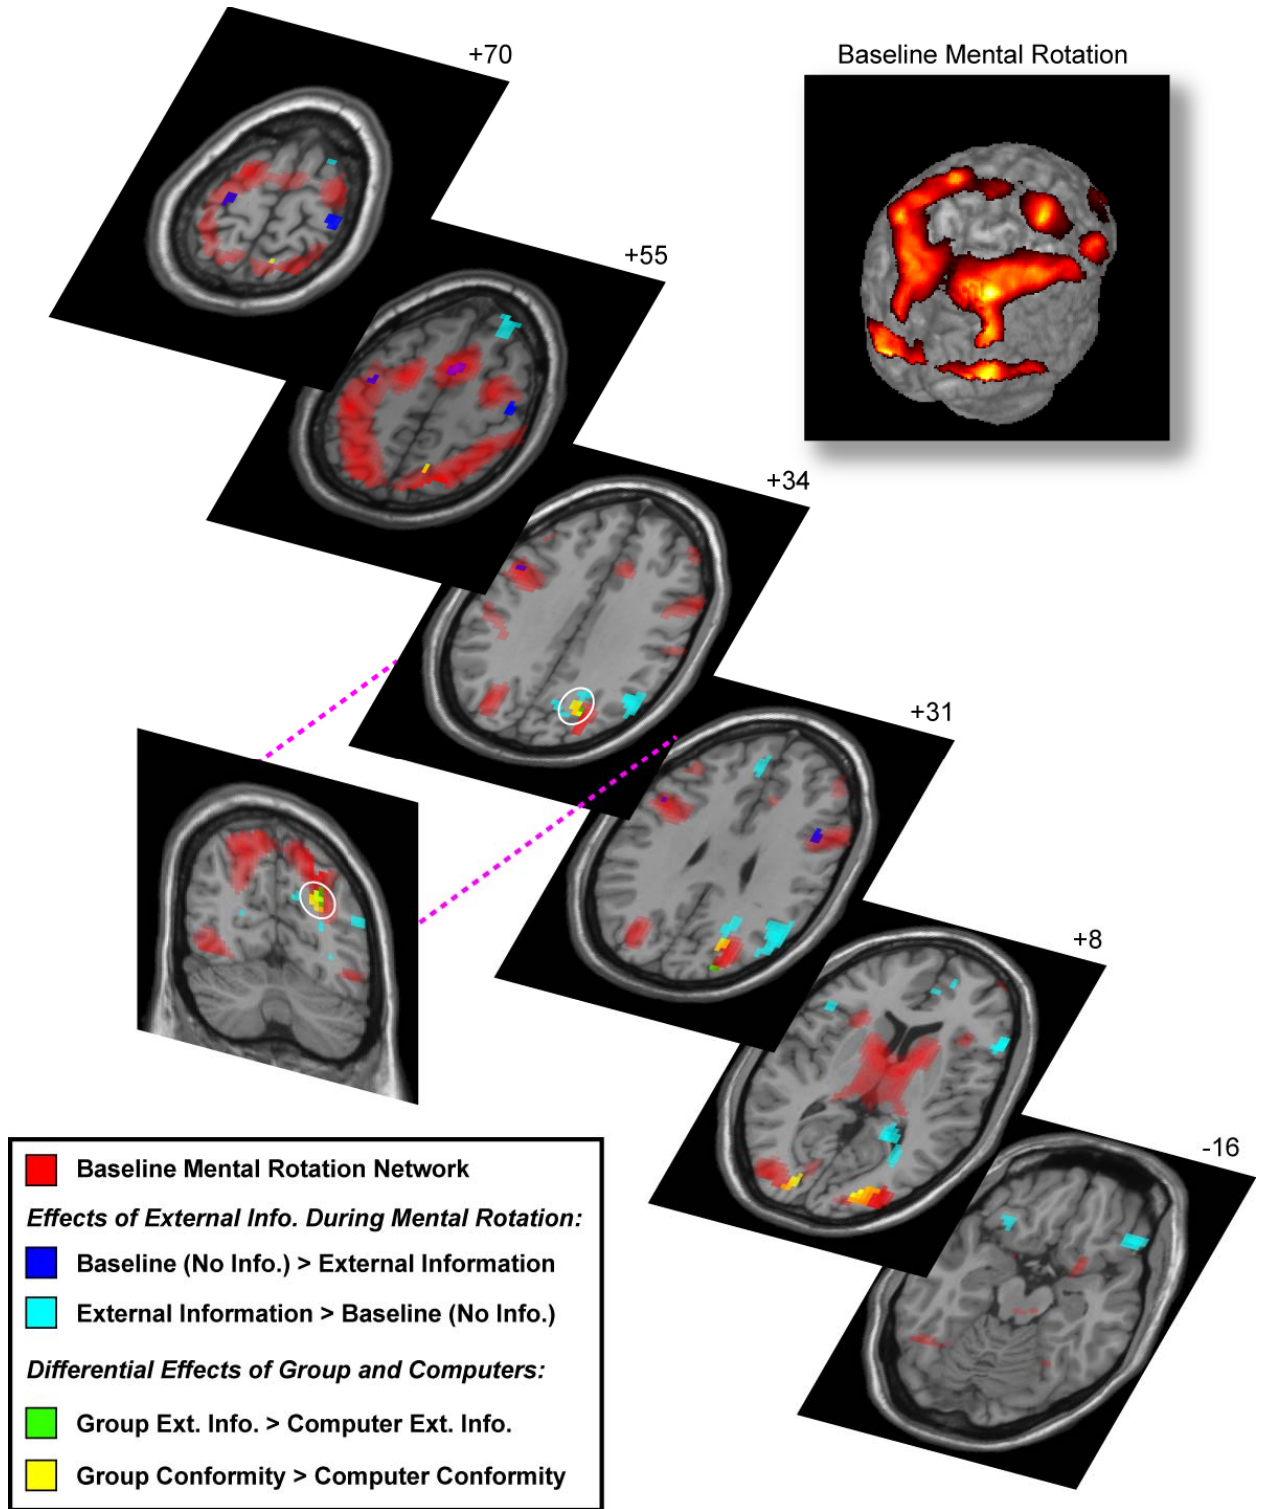 +70
Baseline Mental Rotation
+55
+34
+31
+8
-16
Baseline Mental Rotation Network
Effects of External Info. During Mental Rotation:
Baseline (No Info.) > External Information
External Information > Baseline (No Info.)
Differential Effects of Group and Computers:
Group Ext. Info. > Computer Ext. Info.
Group Conformity > Computer Conformity